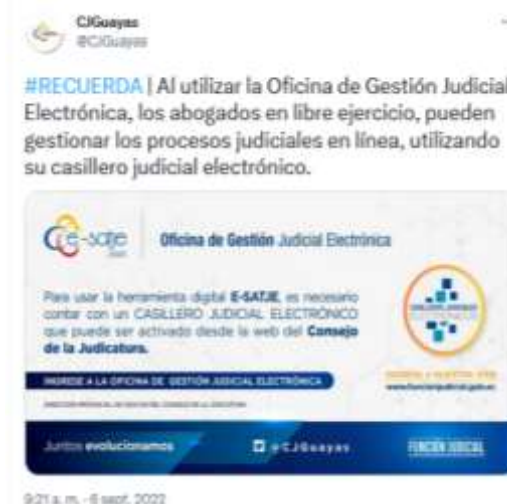 CJGuayas
@CJGuayas
#RECUERDA | Al utilizar la Oficina de Gestión Judicial
Electrónica, los abogados en libre ejercicio, pueden
gestionar los procesos judiciales en línea, utilizando
su casillero judicial electrónico.
e-satje
Oficina de Gestión Judicial Electrónica
Para usar la herramienta digital E-SATJE, es necesario
contar con un CASILLERO JUDICIAL ELECTRÓNICO
que puede ser activado desde la web del Consejo
de la Judicatura.
INGRESE A LA OFICINA DE GESTIÓN JUDICIAL ELECTRÓNICA
www.funcionjudicial.gob.ec
Juntos evolucionamos
@CJGuayas
FUNCIÓN JUDICIAL
9:21 a. m. · 6 sept. 2022